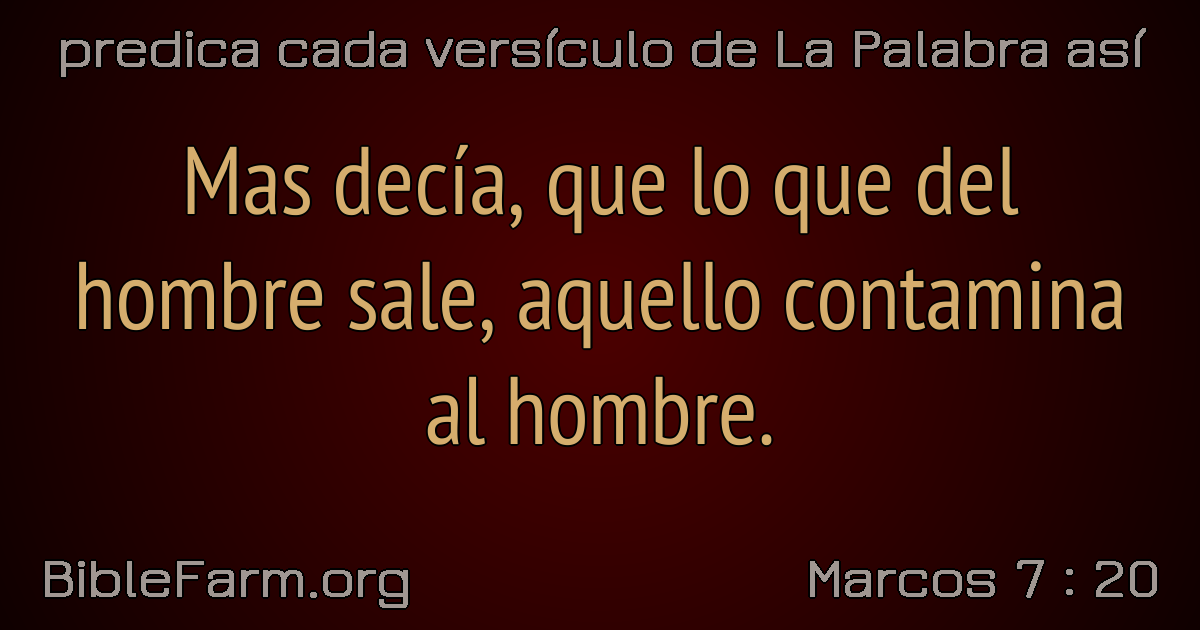 predica cada versículo de La Palabra así
Mas decía, que lo que del
hombre sale, aquello contamina
al hombre.
BibleFarm.org
Marcos 7 : 20